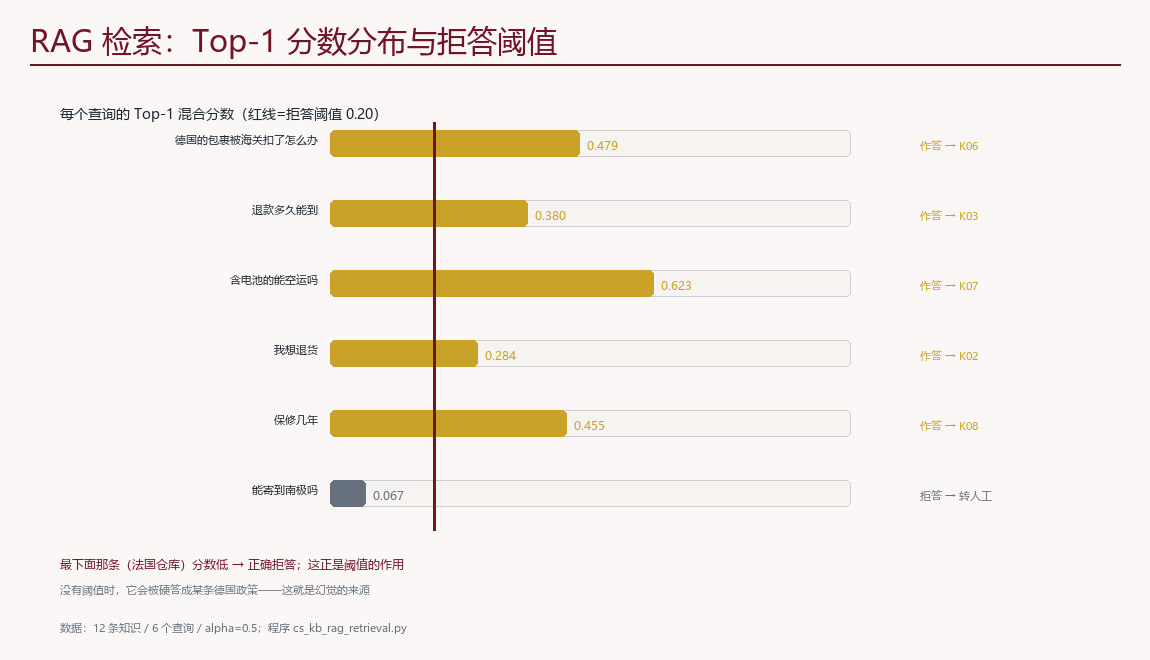 RAG 检索：Top-1 分数分布与拒答阈值
每个查询的 Top-1 混合分数（红线=拒答阈值 0.20）
德国的包裹被海关扣了怎么办 0.479 作答 → K06
退款多久能到 0.380 作答 → K03
含电池的能空运吗 0.623 作答 → K07
我想退货 0.284 作答 → K02
保修几年 0.455 作答 → K08
能寄到南极吗 0.067 拒答 → 转人工
最下面那条（法国仓库）分数低 → 正确拒答；这正是阈值的作用
没有阈值时，它会被硬答成某条德国政策——这就是幻觉的来源
数据：12 条知识 / 6 个查询 / alpha=0.5；程序 cs_kb_rag_retrieval.py